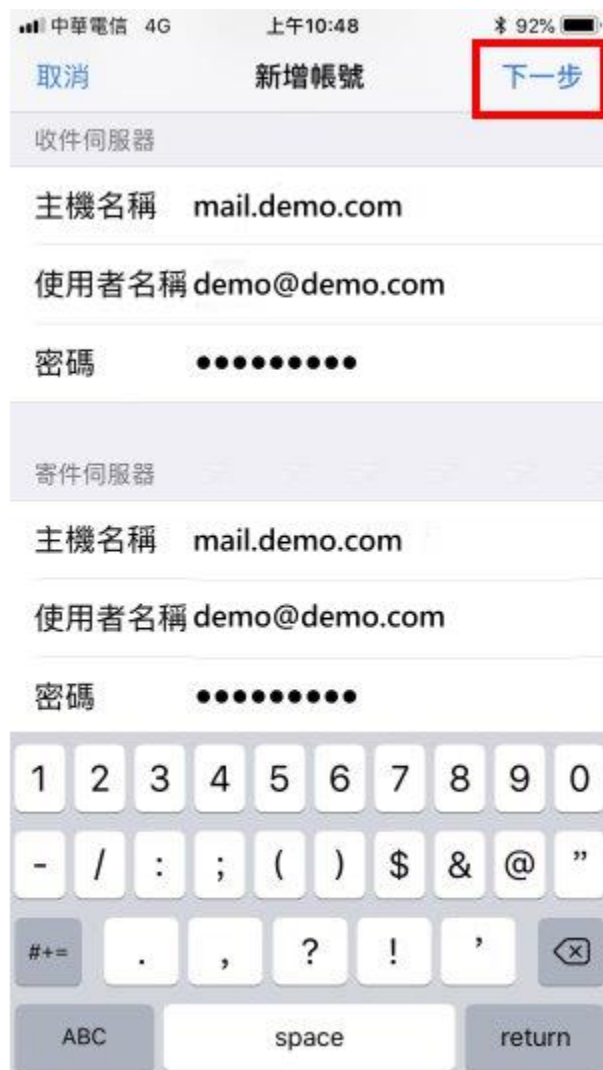 中華電信 4G 上午10:48 92%
取消 新增帳號 下一步
收件伺服器
主機名稱 mail.demo.com
使用者名稱 demo@demo.com
密碼 ●●●●●●●●●
寄件伺服器
主機名稱 mail.demo.com
使用者名稱 demo@demo.com
密碼 ●●●●●●●●●
1 2 3 4 5 6 7 8 9 0
- / : ; ( ) $ & @ ”
#+= . , ? ! ’
ABC space return